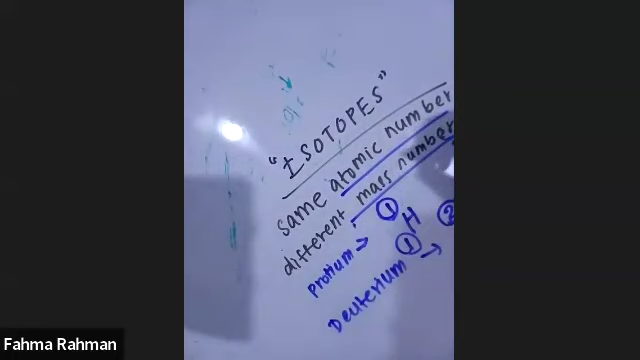 "ISOTOPES"
same atomic number
different mass number
protium → 1 H 1
Deuterium → 2
Fahma Rahman